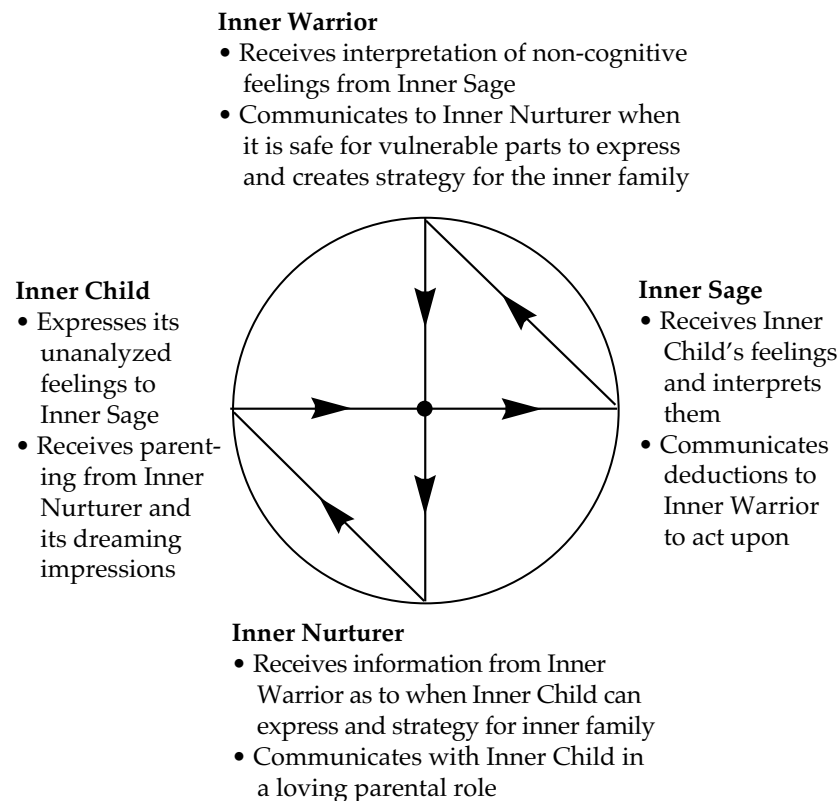 Inner Warrior
• Receives interpretation of non-cognitive
feelings from Inner Sage
• Communicates to Inner Nurturer when
it is safe for vulnerable parts to express
and creates strategy for the inner family
Inner Child
• Expresses its
unanalyzed
feelings to
Inner Sage
• Receives parent-
ing from Inner
Nurturer and
its dreaming
impressions
Inner Sage
• Receives Inner
Child’s feelings
and interprets
them
• Communicates
deductions to
Inner Warrior
to act upon
Inner Nurturer
• Receives information from Inner
Warrior as to when Inner Child can
express and strategy for inner family
• Communicates with Inner Child in
a loving parental role